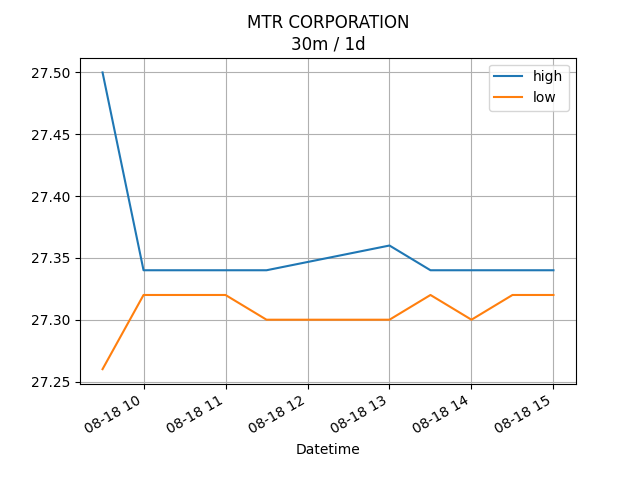 MTR CORPORATION
30m / 1d
high
low
27.50
27.45
27.40
27.35
27.30
27.25
08-18 10
08-18 11
08-18 12
08-18 13
08-18 14
08-18 15
Datetime